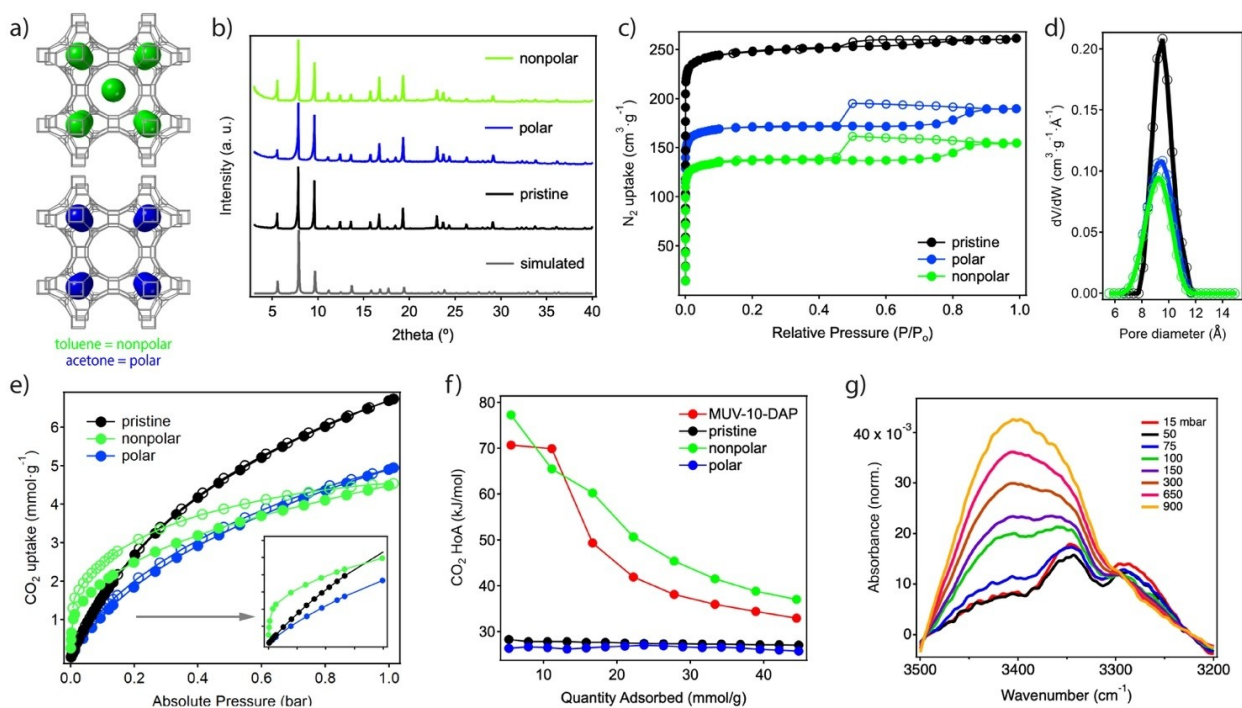 a)
toluene = nonpolar
acetone = polar
b)
Intensity (a. u.)
nonpolar
polar
pristine
simulated
5 10 15 20 25 30 35 40
2theta (º)
c)
N2 uptake (cm³·g⁻¹)
250
200
150
100
50
pristine
polar
nonpolar
0.0 0.2 0.4 0.6 0.8 1.0
Relative Pressure (P/Po)
d)
dV/dW (cm³·g⁻¹·A⁻¹)
0.20
0.15
0.10
0.05
0.00
6 8 10 12 14
Pore diameter (Å)
e)
CO2 uptake (mmol·g⁻¹)
6
5
4
3
2
1
pristine
nonpolar
polar
0.0 0.2 0.4 0.6 0.8 1.0
Absolute Pressure (bar)
f)
CO2 HoA (kJ/mol)
80
70
60
50
40
30
MUV-10-DAP
pristine
nonpolar
polar
10 20 30 40
Quantity Adsorbed (mmol/g)
g)
Absorbance (norm.)
40 x 10⁻³
30
20
10
0
15 mbar
50
75
100
150
300
650
900
3500 3400 3300 3200
Wavenumber (cm⁻¹)